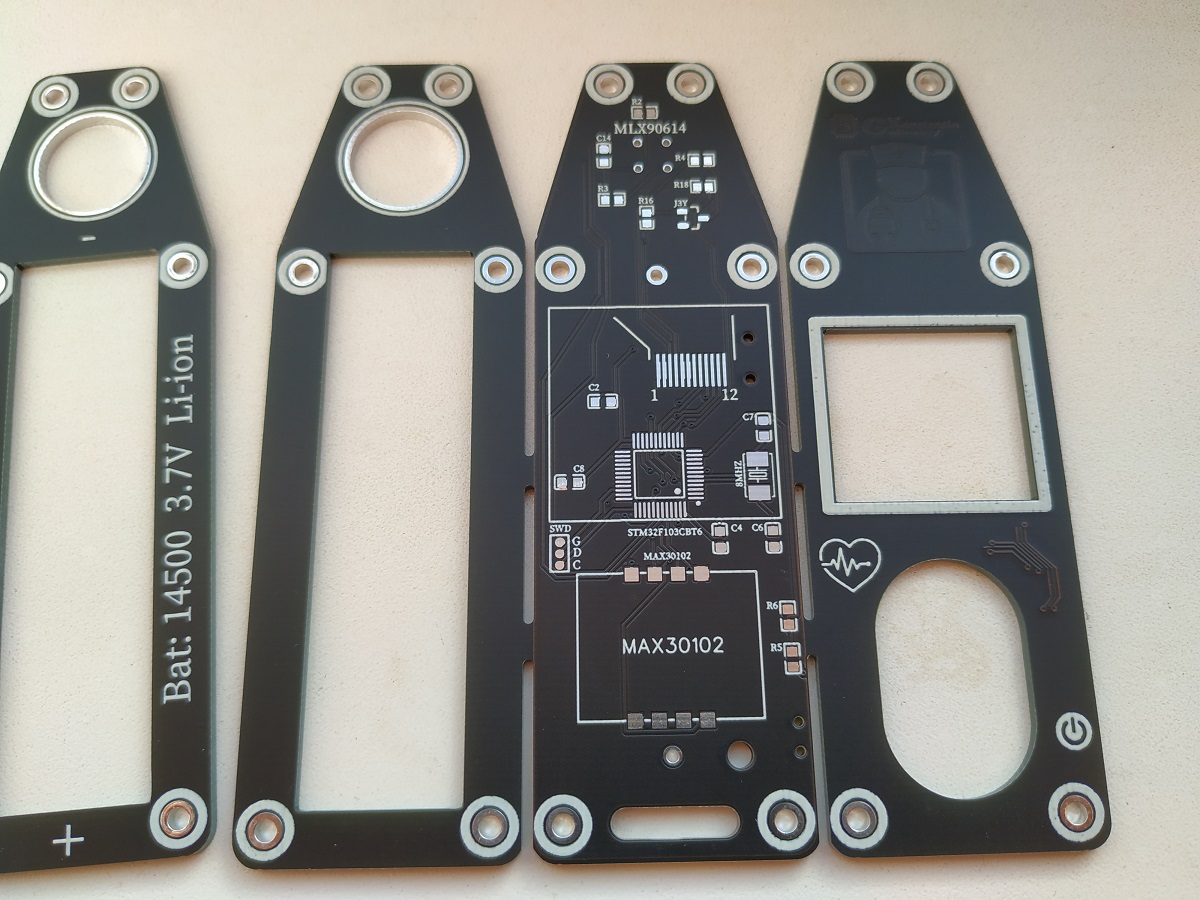 -
Bat: 14500 3.7V Li-ion
+
R2
MLX90614
C14
R4
R3
R18
R16
J3Y
1
12
C2
C7
C8
8MHZ
SWD
G
D
C
STM32F103CBT6
C4
C6
MAX30102
MAX30102
R6
R5